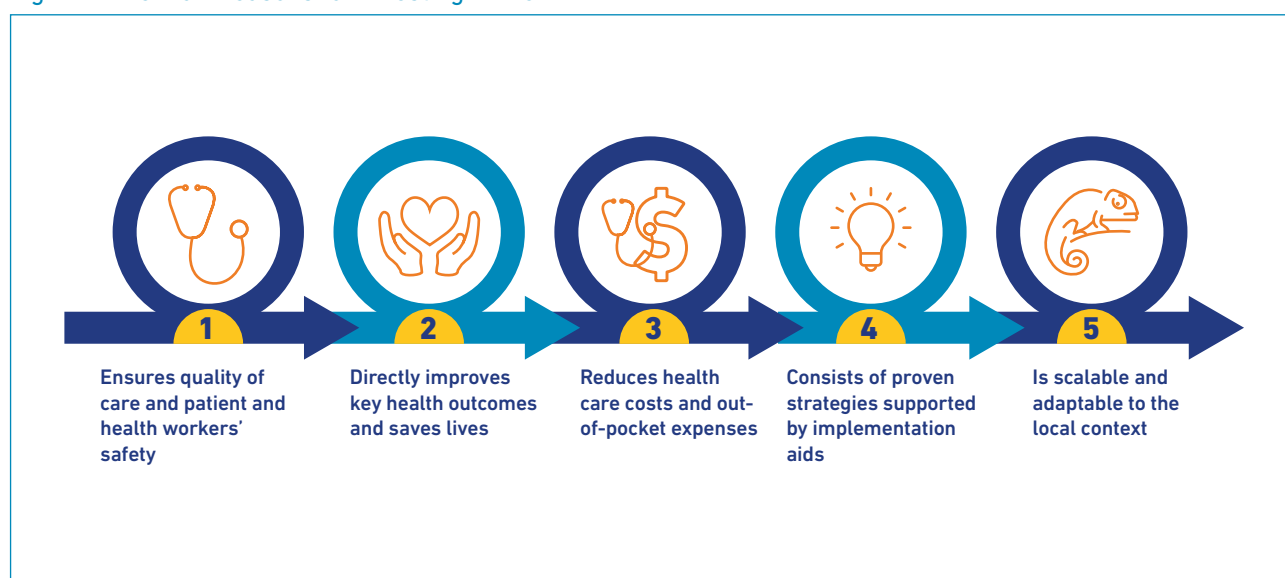 1
Ensures quality of
care and patient and
health workers'
safety
2
Directly improves
key health outcomes
and saves lives
3
$
Reduces health
care costs and out-
of-pocket expenses
4
Consists of proven
strategies supported
by implementation
aids
5
Is scalable and
adaptable to the
local context